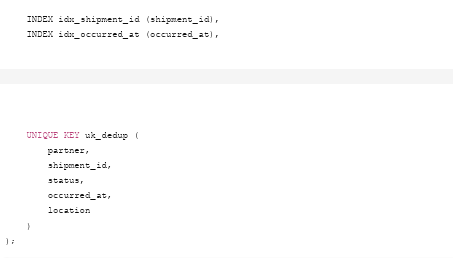 INDEX idx_shipment_id (shipment_id),
INDEX idx_occurred_at (occurred_at),
UNIQUE KEY uk_dedup (
partner,
shipment_id,
status,
occurred_at,
location
)
);